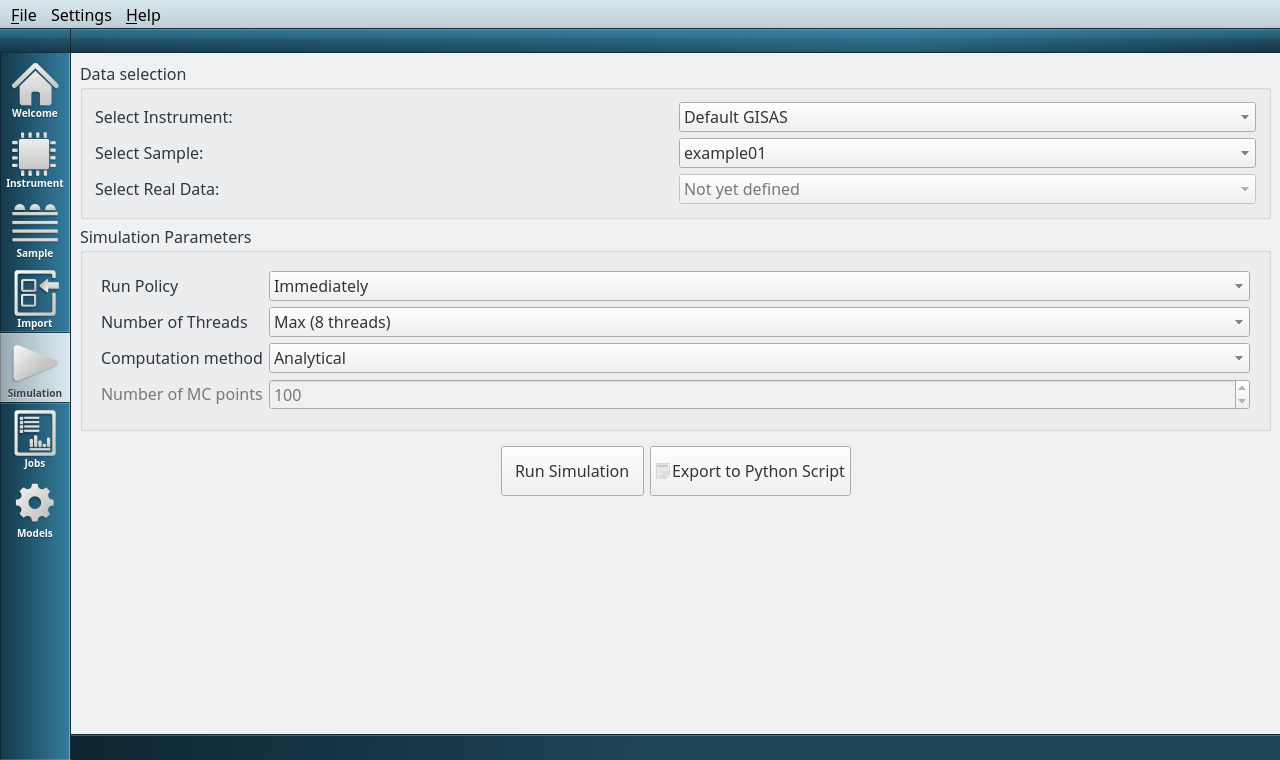 File Settings Help
Data selection
Select Instrument: Default GISAS
Select Sample: example01
Select Real Data: Not yet defined
Simulation Parameters
Run Policy Immediately
Number of Threads Max (8 threads)
Computation method Analytical
Number of MC points 100
Run Simulation Export to Python Script
Welcome
Instrument
Sample
Import
Simulation
Jobs
Models